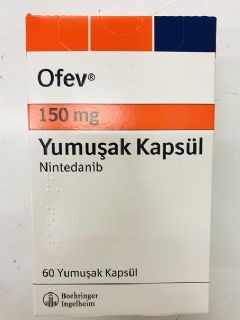 Ofev®
150 mg
Yumuşak Kapsül
Nintedanib
60 Yumuşak Kapsül
Boehringer
Ingelheim